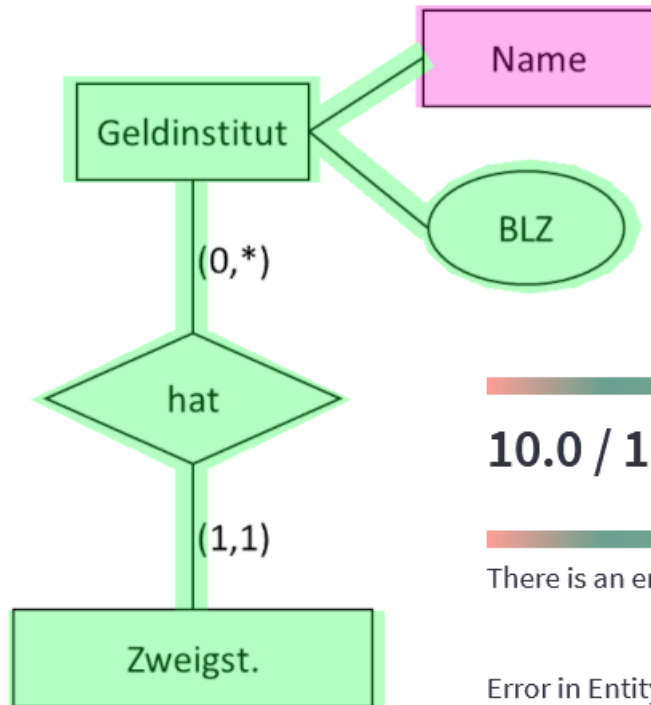 Name
Geldinstitut
BLZ
(0,*)
hat
10.0 / 1
(1,1)
There is an er
Zweigst.
Error in Entity